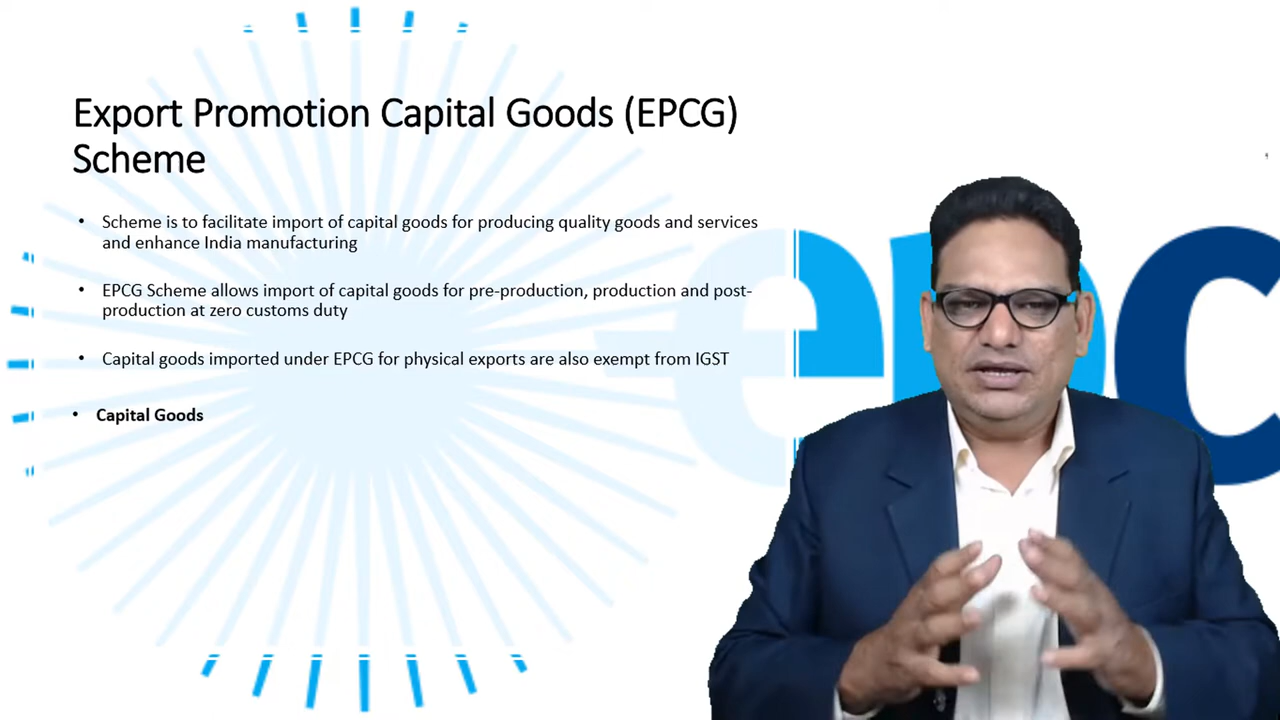 Export Promotion Capital Goods (EPCG)
Scheme
• Scheme is to facilitate import of capital goods for producing quality goods and services
and enhance India manufacturing
• EPCG Scheme allows import of capital goods for pre-production, production and post-
production at zero customs duty
• Capital goods imported under EPCG for physical exports are also exempt from IGST
• Capital Goods
epc